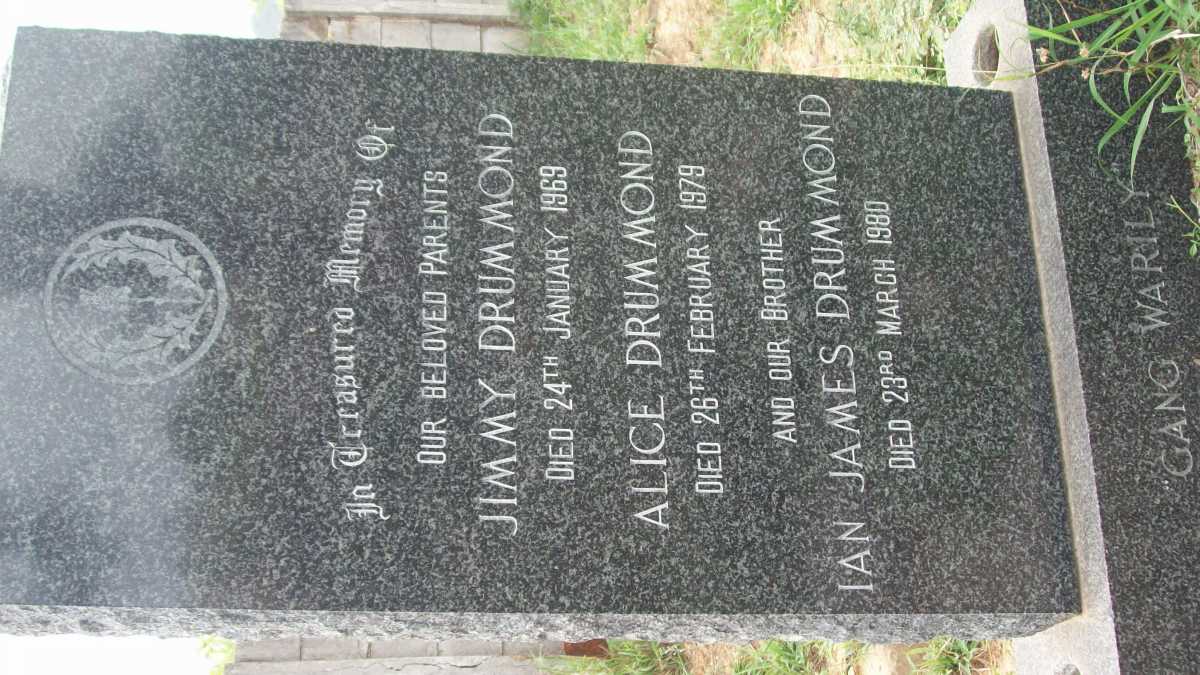 In Treasured Memory Of
OUR BELOVED PARENTS
JIMMY DRUMMOND
DIED 24TH JANUARY 1969
ALICE DRUMMOND
DIED 26TH FEBRUARY 1979
AND OUR BROTHER
IAN JAMES DRUMMOND
DIED 23RD MARCH 1980
"GANG WARILY